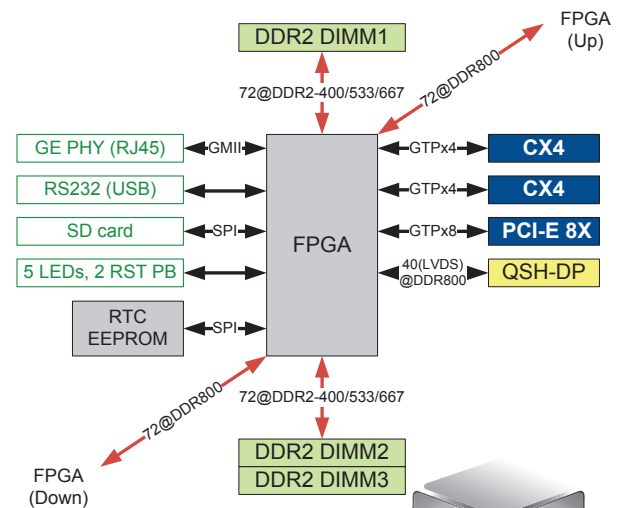 FPGA
(Up)
DDR2 DIMM1
72@DDR800
72@DDR2-400/533/667
GE PHY (RJ45)
GMII
GTPx4
CX4
RS232 (USB)
GTPx4
CX4
SD card
SPI
FPGA
GTPx8
PCI-E 8X
5 LEDs, 2 RST PB
40(LVDS)
@DDR800
QSH-DP
RTC
EEPROM
SPI
72@DDR800
72@DDR2-400/533/667
DDR2 DIMM2
DDR2 DIMM3
FPGA
(Down)